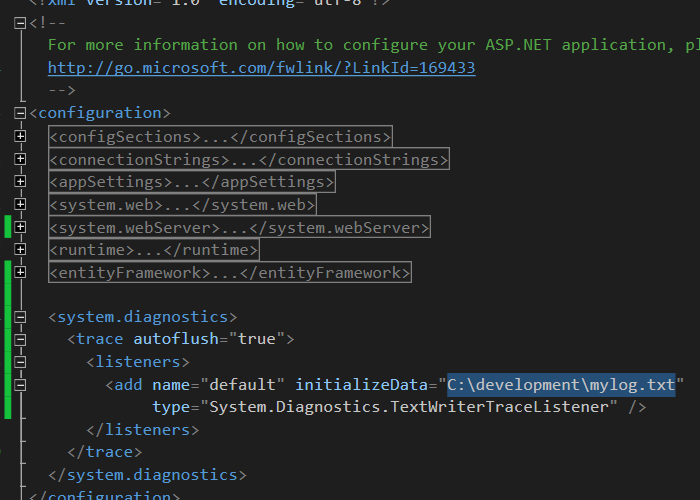 <?xml version="1.0" encoding="utf-8"?>
<!--
For more information on how to configure your ASP.NET application, pl
http://go.microsoft.com/fwlink/?LinkId=169433
-->
<configuration>
<configSections>...</configSections>
<connectionStrings>...</connectionStrings>
<appSettings>...</appSettings>
<system.web>...</system.web>
<system.webServer>...</system.webServer>
<runtime>...</runtime>
<entityFramework>...</entityFramework>
<system.diagnostics>
<trace autoflush="true">
<listeners>
<add name="default" initializeData="C:\development\mylog.txt"
type="System.Diagnostics.TextWriterTraceListener" />
</listeners>
</trace>
</system.diagnostics>
</configuration>